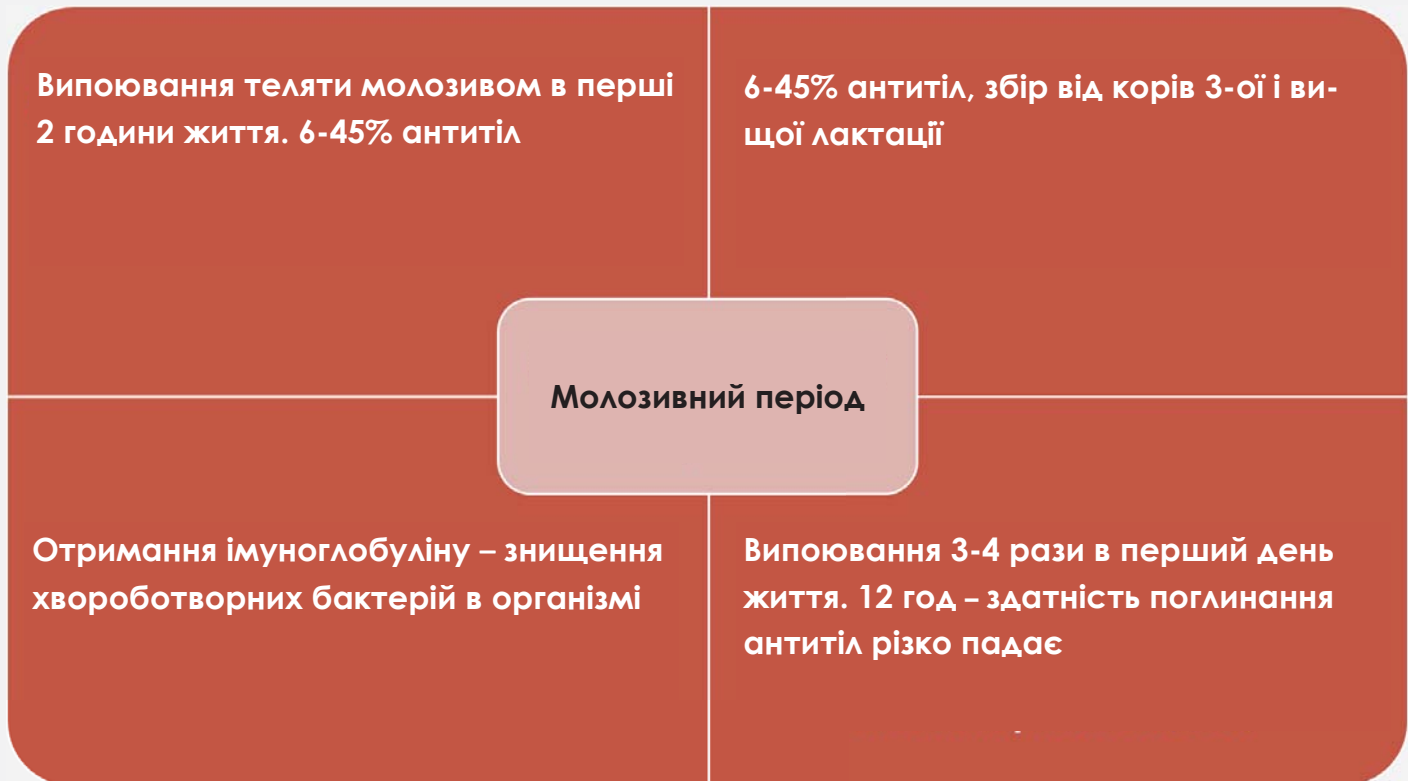 Випоювання теляти молозивом в перші
2 години життя. 6-45% антитіл
6-45% антитіл, збір від корів 3-ої і ви-
щої лактації
Молозивний період
Отримання імуноглобуліну – знищення
хвороботворних бактерій в організмі
Випоювання 3-4 рази в перший день
життя. 12 год – здатність поглинання
антитіл різко падає